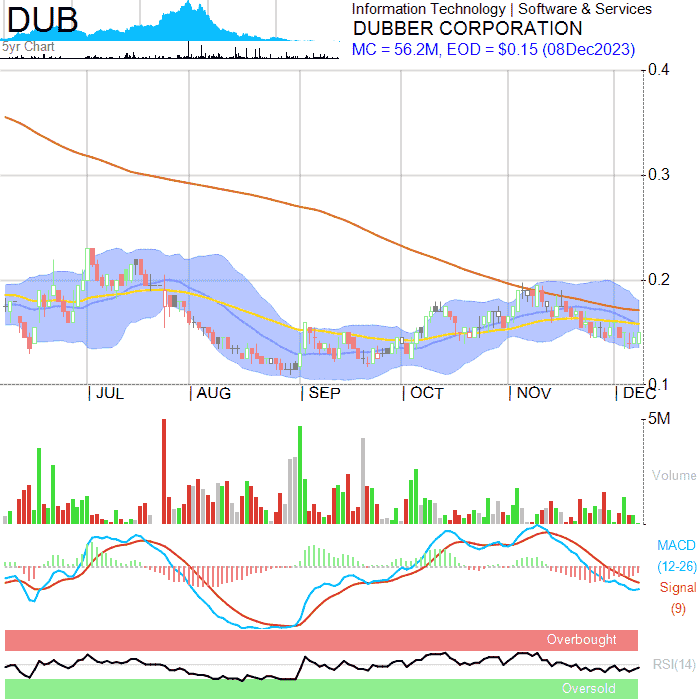 DUB
Information Technology | Software & Services
DUBBER CORPORATION
MC = 56.2M, EOD = $0.15 (08Dec2023)
5yr Chart
0.4
0.3
0.2
0.1
| JUL | AUG | SEP | OCT | NOV | DEC
5M
Volume
MACD
(12-26)
Signal
(9)
Overbought
RSI(14)
Oversold